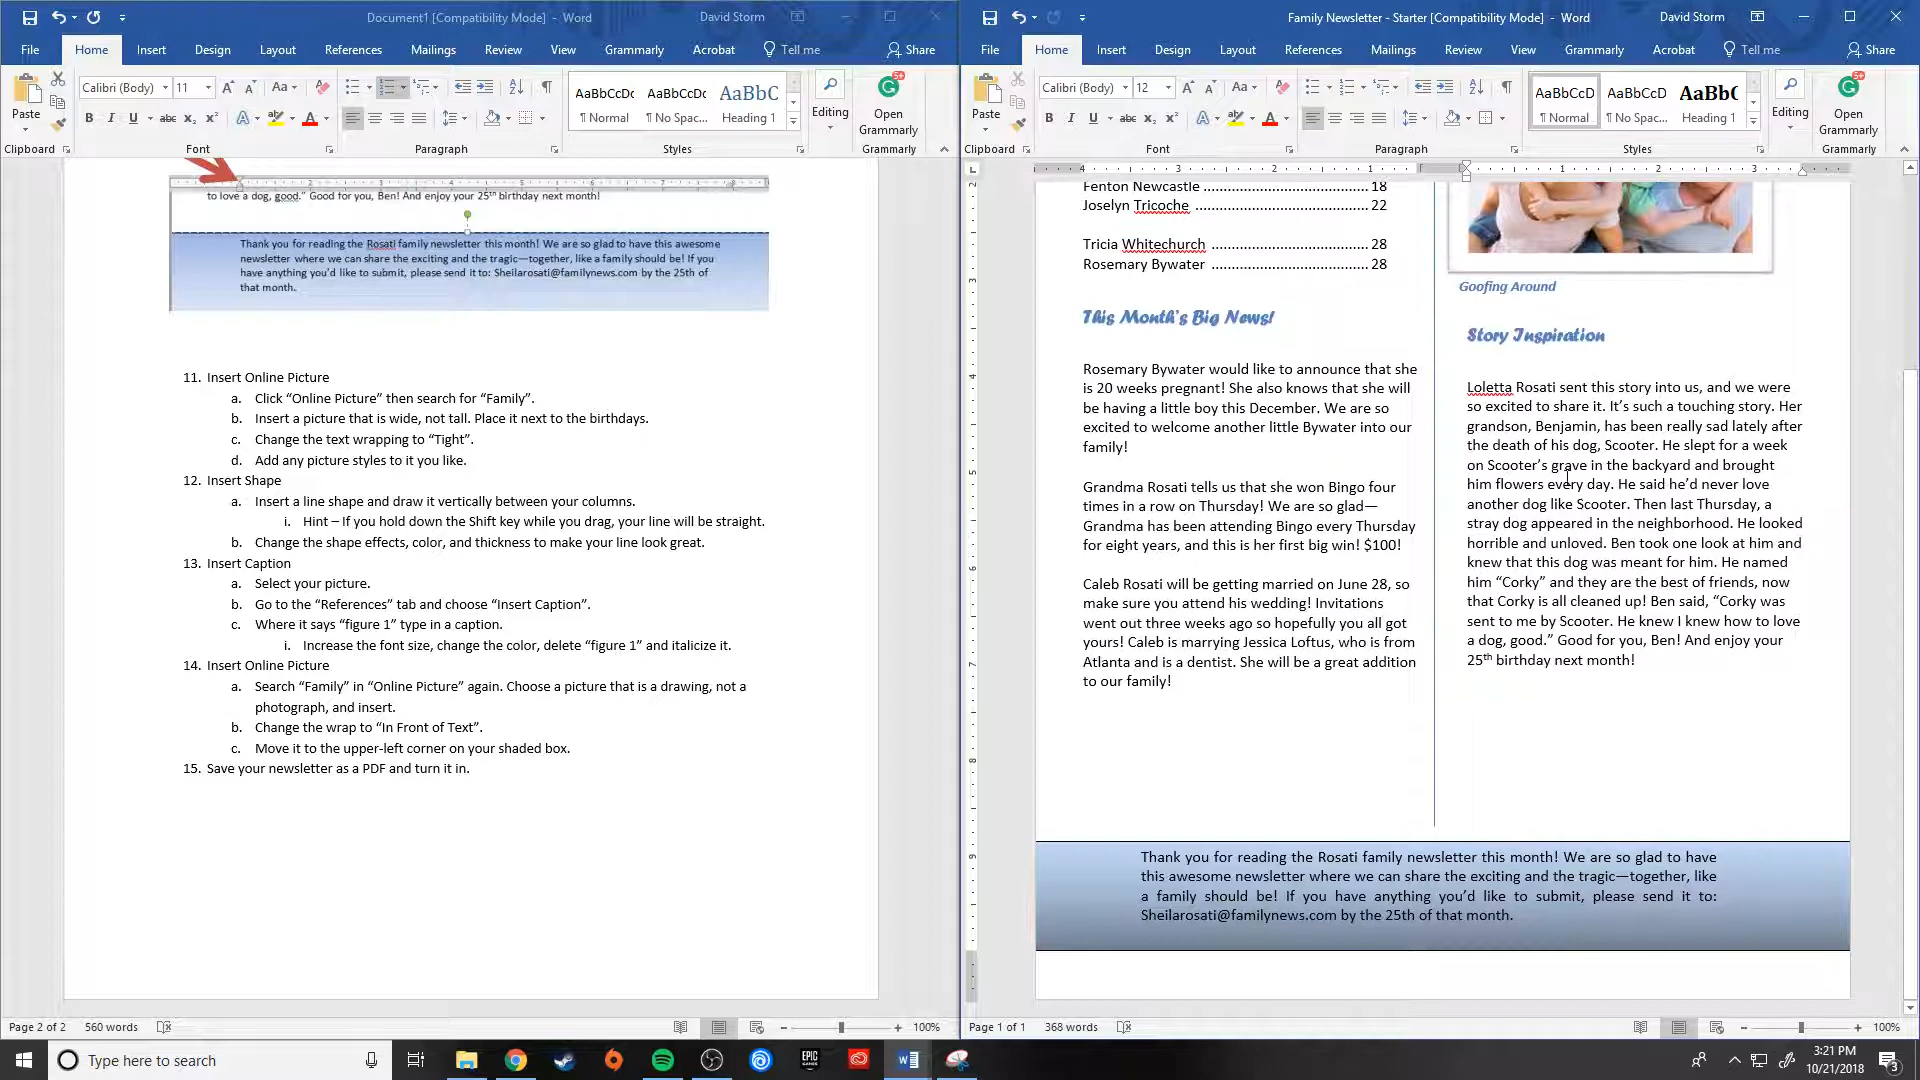 Document1 [Compatibility Mode] - Word
David Storm
File Home Insert Design Layout References Mailings Review View Grammarly Acrobat Tell me Share
Paste
Calibri (Body) 11
Aa
B I U abc x₂ x² A A
AaBbCcDc AaBbCcDc AaBbC
¶ Normal ¶ No Spac... Heading 1
Editing
Open Grammarly
Clipboard Font Paragraph Styles Grammarly
to love a dog, good." Good for you, Ben! And enjoy your 25th birthday next month!
Thank you for reading the Rosati family newsletter this month! We are so glad to have this awesome
newsletter where we can share the exciting and the tragic—together, like a family should be! If you
have anything you'd like to submit, please send it to: Sheilarosati@familynews.com by the 25th of
that month.
11. Insert Online Picture
a. Click “Online Picture” then search for “Family”.
b. Insert a picture that is wide, not tall. Place it next to the birthdays.
c. Change the text wrapping to “Tight”.
d. Add any picture styles to it you like.
12. Insert Shape
a. Insert a line shape and draw it vertically between your columns.
i. Hint – If you hold down the Shift key while you drag, your line will be straight.
b. Change the shape effects, color, and thickness to make your line look great.
13. Insert Caption
a. Select your picture.
b. Go to the “References” tab and choose “Insert Caption”.
c. Where it says “figure 1” type in a caption.
i. Increase the font size, change the color, delete “figure 1” and italicize it.
14. Insert Online Picture
a. Search “Family” in “Online Picture” again. Choose a picture that is a drawing, not a
photograph, and insert.
b. Change the wrap to “In Front of Text”.
c. Move it to the upper-left corner on your shaded box.
15. Save your newsletter as a PDF and turn it in.
Page 2 of 2 560 words 100%
Family Newsletter - Starter [Compatibility Mode] - Word
David Storm
File Home Insert Design Layout References Mailings Review View Grammarly Acrobat Tell me Share
Paste
Calibri (Body) 12
Aa
B I U abc x₂ x² A A
AaBbCcD AaBbCcD AaBbC
¶ Normal ¶ No Spac... Heading 1
Editing
Open Grammarly
Clipboard Font Paragraph Styles Grammarly
Fenton Newcastle ........................................ 18
Joselyn Tricoche ........................................ 22
Tricia Whitechurch ...................................... 28
Rosemary Bywater ...................................... 28
This Month's Big News!
Rosemary Bywater would like to announce that she
is 20 weeks pregnant! She also knows that she will
be having a little boy this December. We are so
excited to welcome another little Bywater into our
family!
Grandma Rosati tells us that she won Bingo four
times in a row on Thursday! We are so glad—
Grandma has been attending Bingo every Thursday
for eight years, and this is her first big win! $100!
Caleb Rosati will be getting married on June 28, so
make sure you attend his wedding! Invitations
went out three weeks ago so hopefully you all got
yours! Caleb is marrying Jessica Loftus, who is from
Atlanta and is a dentist. She will be a great addition
to our family!
Goofing Around
Story Inspiration
Loletta Rosati sent this story into us, and we were
so excited to share it. It’s such a touching story. Her
grandson, Benjamin, has been really sad lately after
the death of his dog, Scooter. He slept for a week
on Scooter’s grave in the backyard and brought
him flowers every day. He said he’d never love
another dog like Scooter. Then last Thursday, a
stray dog appeared in the neighborhood. He looked
horrible and unloved. Ben took one look at him and
knew that this dog was meant for him. He named
him “Corky” and they are the best of friends, now
that Corky is all cleaned up! Ben said, “Corky was
sent to me by Scooter. He knew I knew how to love
a dog, good.” Good for you, Ben! And enjoy your
25th birthday next month!
Thank you for reading the Rosati family newsletter this month! We are so glad to have
this awesome newsletter where we can share the exciting and the tragic—together, like
a family should be! If you have anything you’d like to submit, please send it to:
Sheilarosati@familynews.com by the 25th of that month.
Page 1 of 1 368 words 100%
Type here to search
EPIC GAMES
3:21 PM
10/21/2018
3